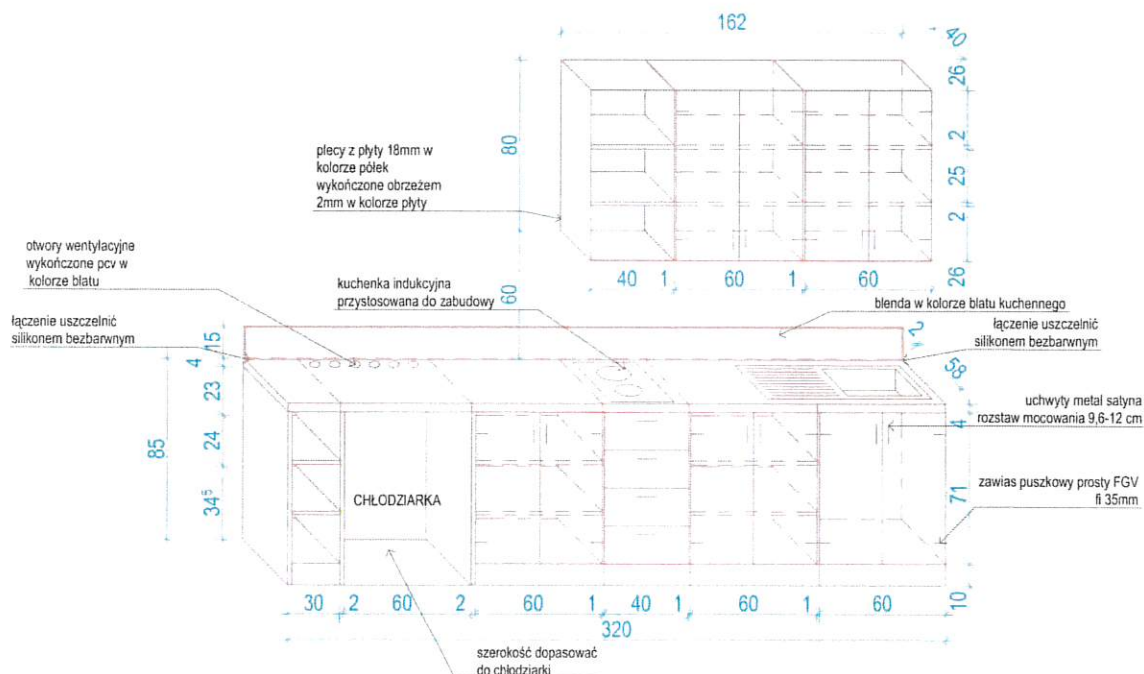 162
40
26
2
25
2
26
80
plecy z płyty 18mm w
kolorze półek
wykończone obrzeżem
2mm w kolorze płyty
40 1 60 1 60
60
otwory wentylacyjne
wykończone pcv w
kolorze blatu
kuchenka indukcyjna
przystosowana do zabudowy
blenda w kolorze blatu kuchennego
łączenie uszczelnić
silikonem bezbarwnym
łączenie uszczelnić
silikonem bezbarwnym
15
4
23
24
34⁵
85
2
58
uchwyty metal satyna
rozstaw mocowania 9,6-12 cm
4
71
10
zawias puszkowy prosty FGV
fi 35mm
CHŁODZIARKA
30 2 60 2 60 1 40 1 60 1 60
320
szerokość dopasować
do chłodziarki